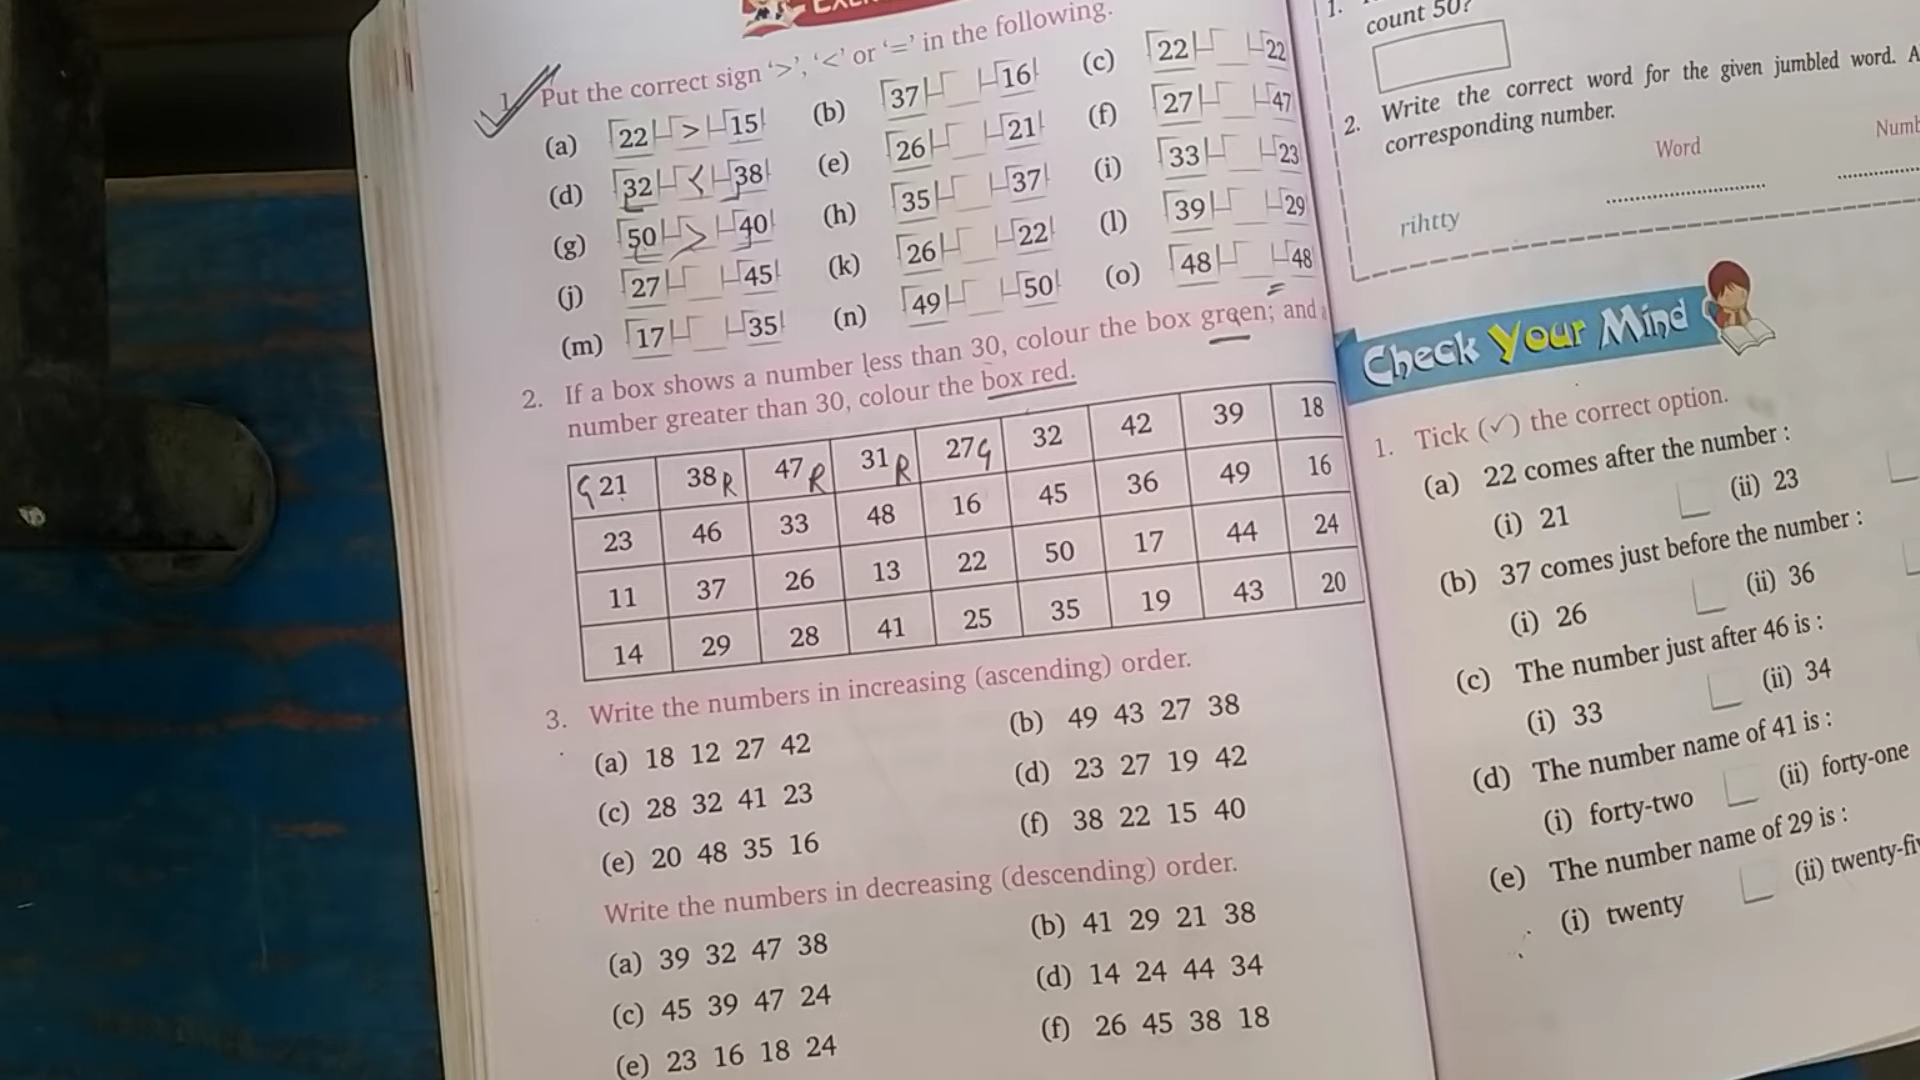 1. Put the correct sign '>', '<' or '=' in the following.
(a) 22 > 15 (b) 37 16 (c) 22 22
(d) 32 < 38 (e) 26 21 (f) 27 47
(g) 50 > 40 (h) 35 37 (i) 33 23
(j) 27 45 (k) 26 22 (l) 39 29
(m) 17 35 (n) 49 50 (o) 48 48
=
2. If a box shows a number less than 30, colour the box green; and
number greater than 30, colour the box red.
G 21 38 R 47 R 31 R 27 G 32 42 39 18
23 46 33 48 16 45 36 49 16
11 37 26 13 22 50 17 44 24
14 29 28 41 25 35 19 43 20
3. Write the numbers in increasing (ascending) order.
(a) 18 12 27 42 (b) 49 43 27 38
(c) 28 32 41 23 (d) 23 27 19 42
(e) 20 48 35 16 (f) 38 22 15 40
Write the numbers in decreasing (descending) order.
(a) 39 32 47 38 (b) 41 29 21 38
(c) 45 39 47 24 (d) 14 24 44 34
(e) 23 16 18 24 (f) 26 45 38 18
1.
count 50?
2. Write the correct word for the given jumbled word.
corresponding number.
Word
rihtty
Check Your Mind
1. Tick (✓) the correct option.
(a) 22 comes after the number :
(i) 21 (ii) 23
(b) 37 comes just before the number :
(i) 26 (ii) 36
(c) The number just after 46 is :
(i) 33 (ii) 34
(d) The number name of 41 is :
(i) forty-two (ii) forty-one
(e) The number name of 29 is :
(i) twenty (ii)